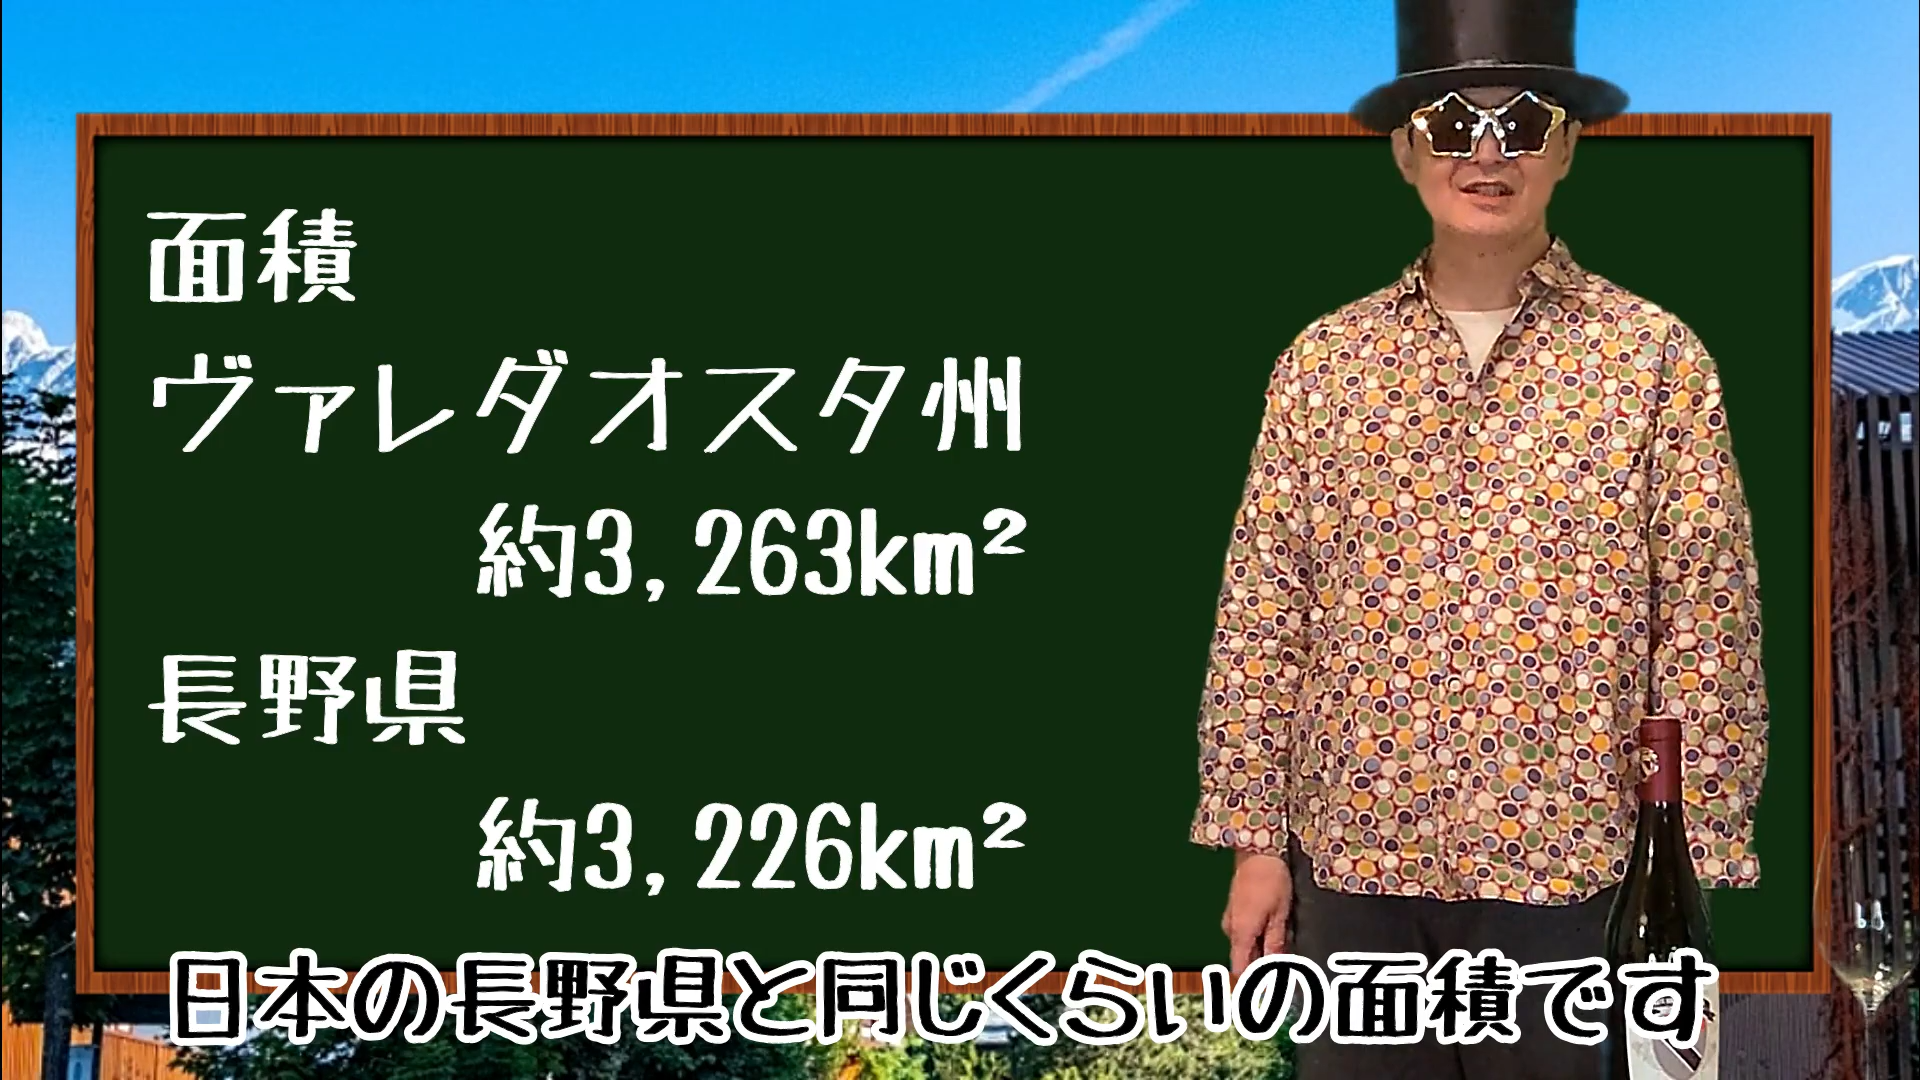 面積
ヴァレダオスタ州
約3,263km²
長野県
約3,226km²
日本の長野県と同じくらいの面積です